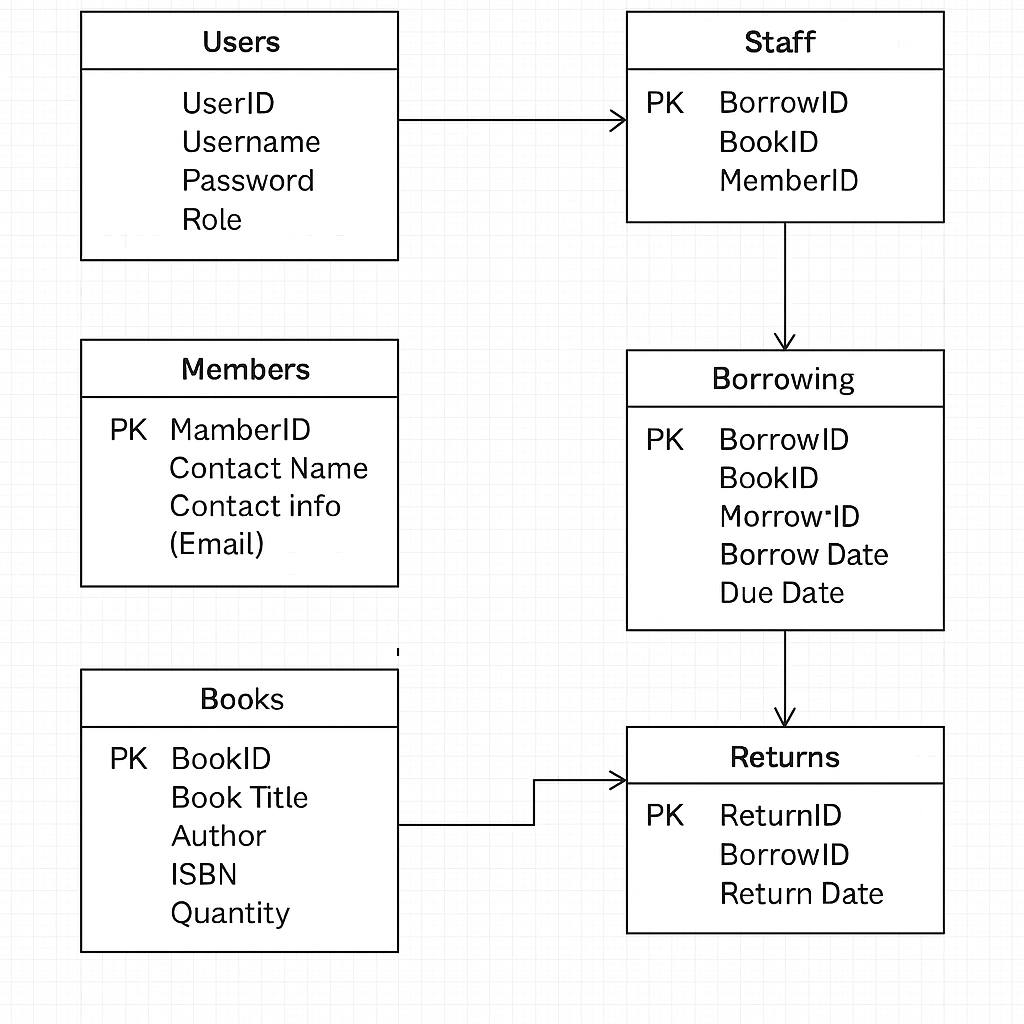 Users
UserID
Username
Password
Role
Staff
PK BorrowID
BookID
MemberID
Members
PK MamberID
Contact Name
Contact info
(Email)
Borrowing
PK BorrowID
BookID
Morrow·ID
Borrow Date
Due Date
Books
PK BookID
Book Title
Author
ISBN
Quantity
Returns
PK ReturnID
BorrowID
Return Date